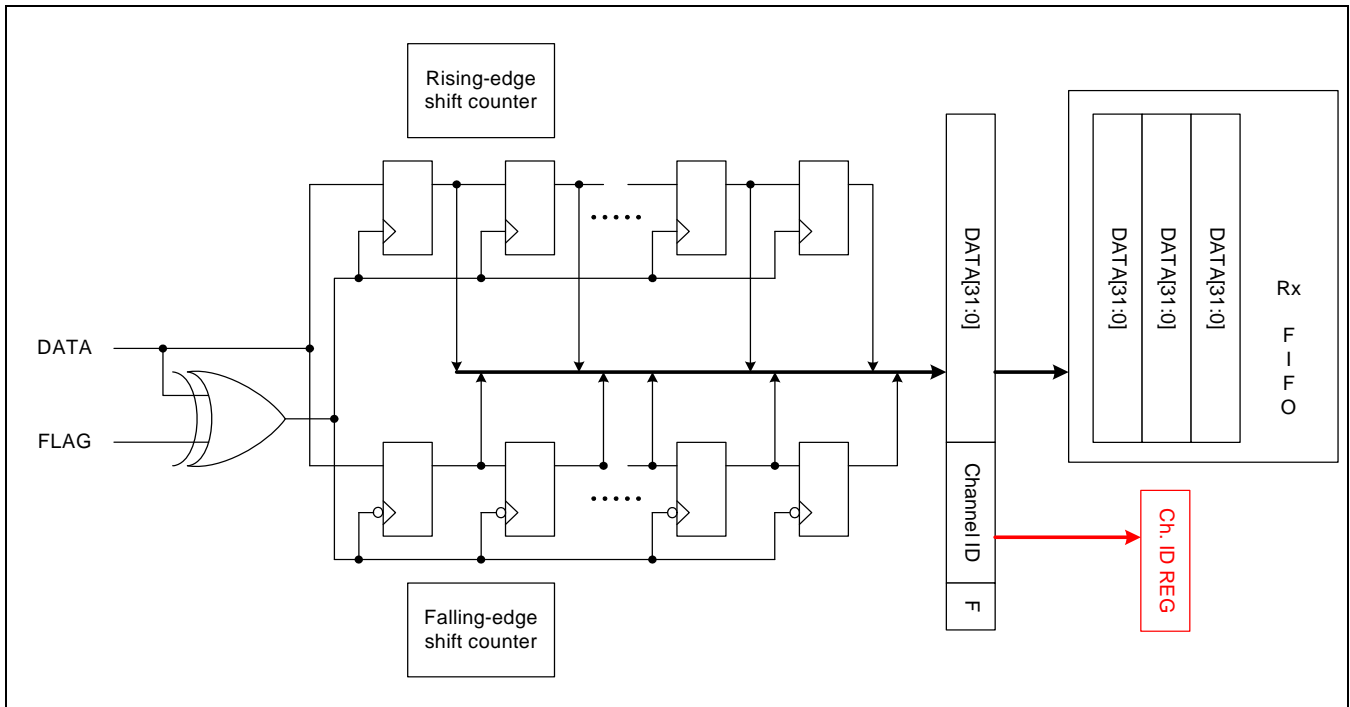 Rising-edge
shift counter
DATA
FLAG
Falling-edge
shift counter
DATA[31:0]
Channel ID
F
DATA[31:0]
DATA[31:0]
DATA[31:0]
Rx
F
I
F
O
Ch. ID REG